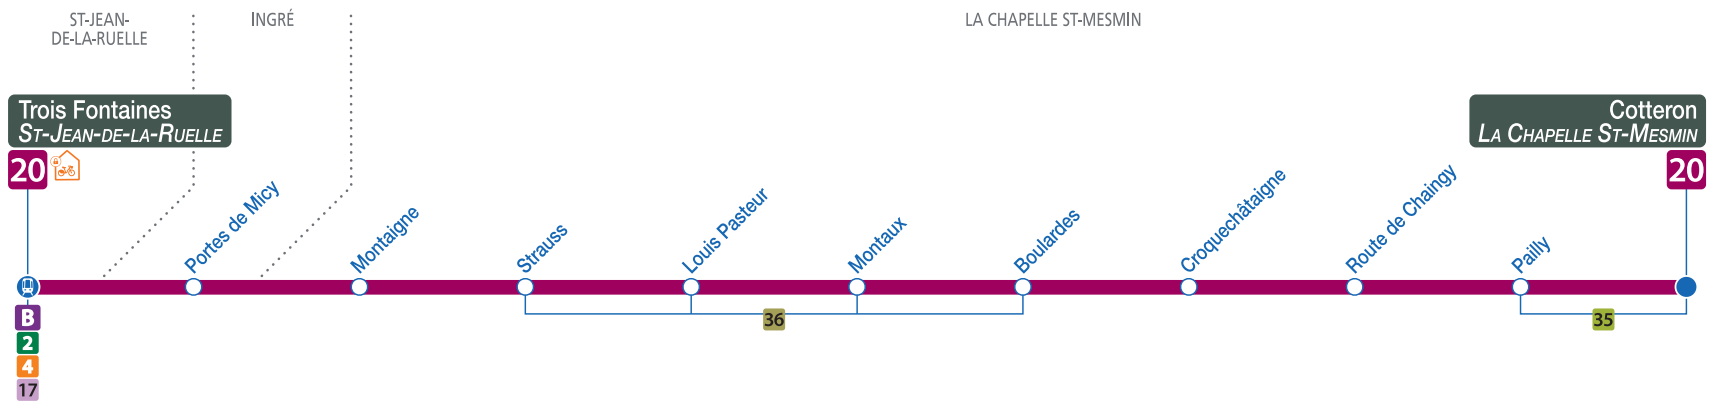 ST-JEAN-
DE-LA-RUELLE
INGRÉ
LA CHAPELLE ST-MESMIN
Trois Fontaines
ST-JEAN-DE-LA-RUELLE
20
Cotteron
LA CHAPELLE ST-MESMIN
20
Portes de Micy
Montaigne
Strauss
Louis Pasteur
Montaux
Boulardes
Croquechâtaigne
Route de Chaingy
Pailly
B
2
4
17
36
35